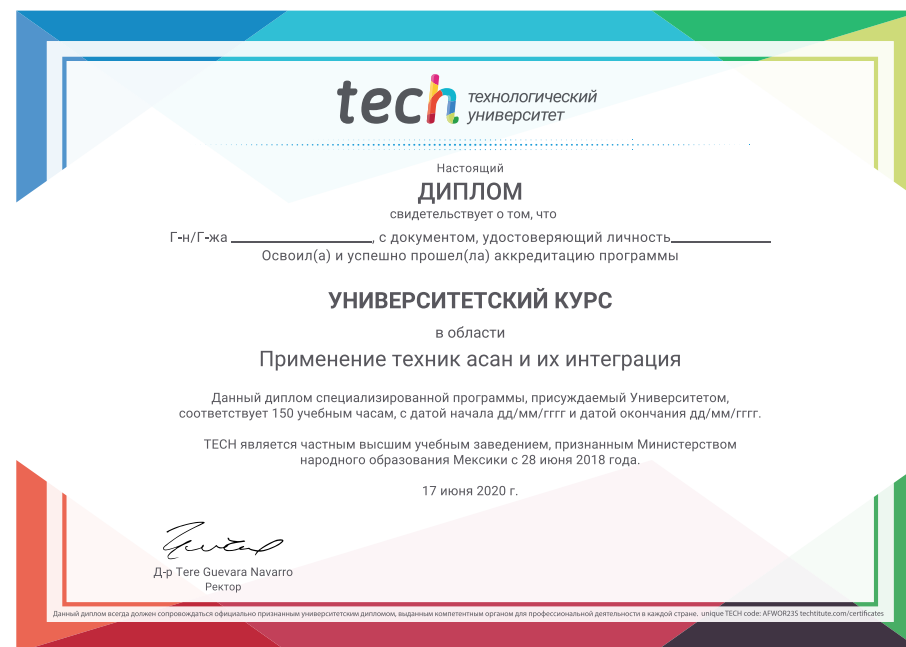 tech технологический университет
Настоящий
ДИПЛОМ
свидетельствует о том, что
Г-н/Г-жа ____________________, с документом, удостоверяющий личность______________
Освоил(а) и успешно прошел(ла) аккредитацию программы
УНИВЕРСИТЕТСКИЙ КУРС
в области
Применение техник асан и их интеграция
Данный диплом специализированной программы, присуждаемый Университетом,
соответствует 150 учебным часам, с датой начала дд/мм/гггг и датой окончания дд/мм/гггг.
TECH является частным высшим учебным заведением, признанным Министерством
народного образования Мексики с 28 июня 2018 года.
17 июня 2020 г.
Д-р Tere Guevara Navarro
Ректор
Данный диплом всегда должен сопровождаться официально признанным университетским дипломом, выданным компетентным органом для профессиональной деятельности в каждой стране. unique TECH code: AFWOR23S techtitute.com/certificates